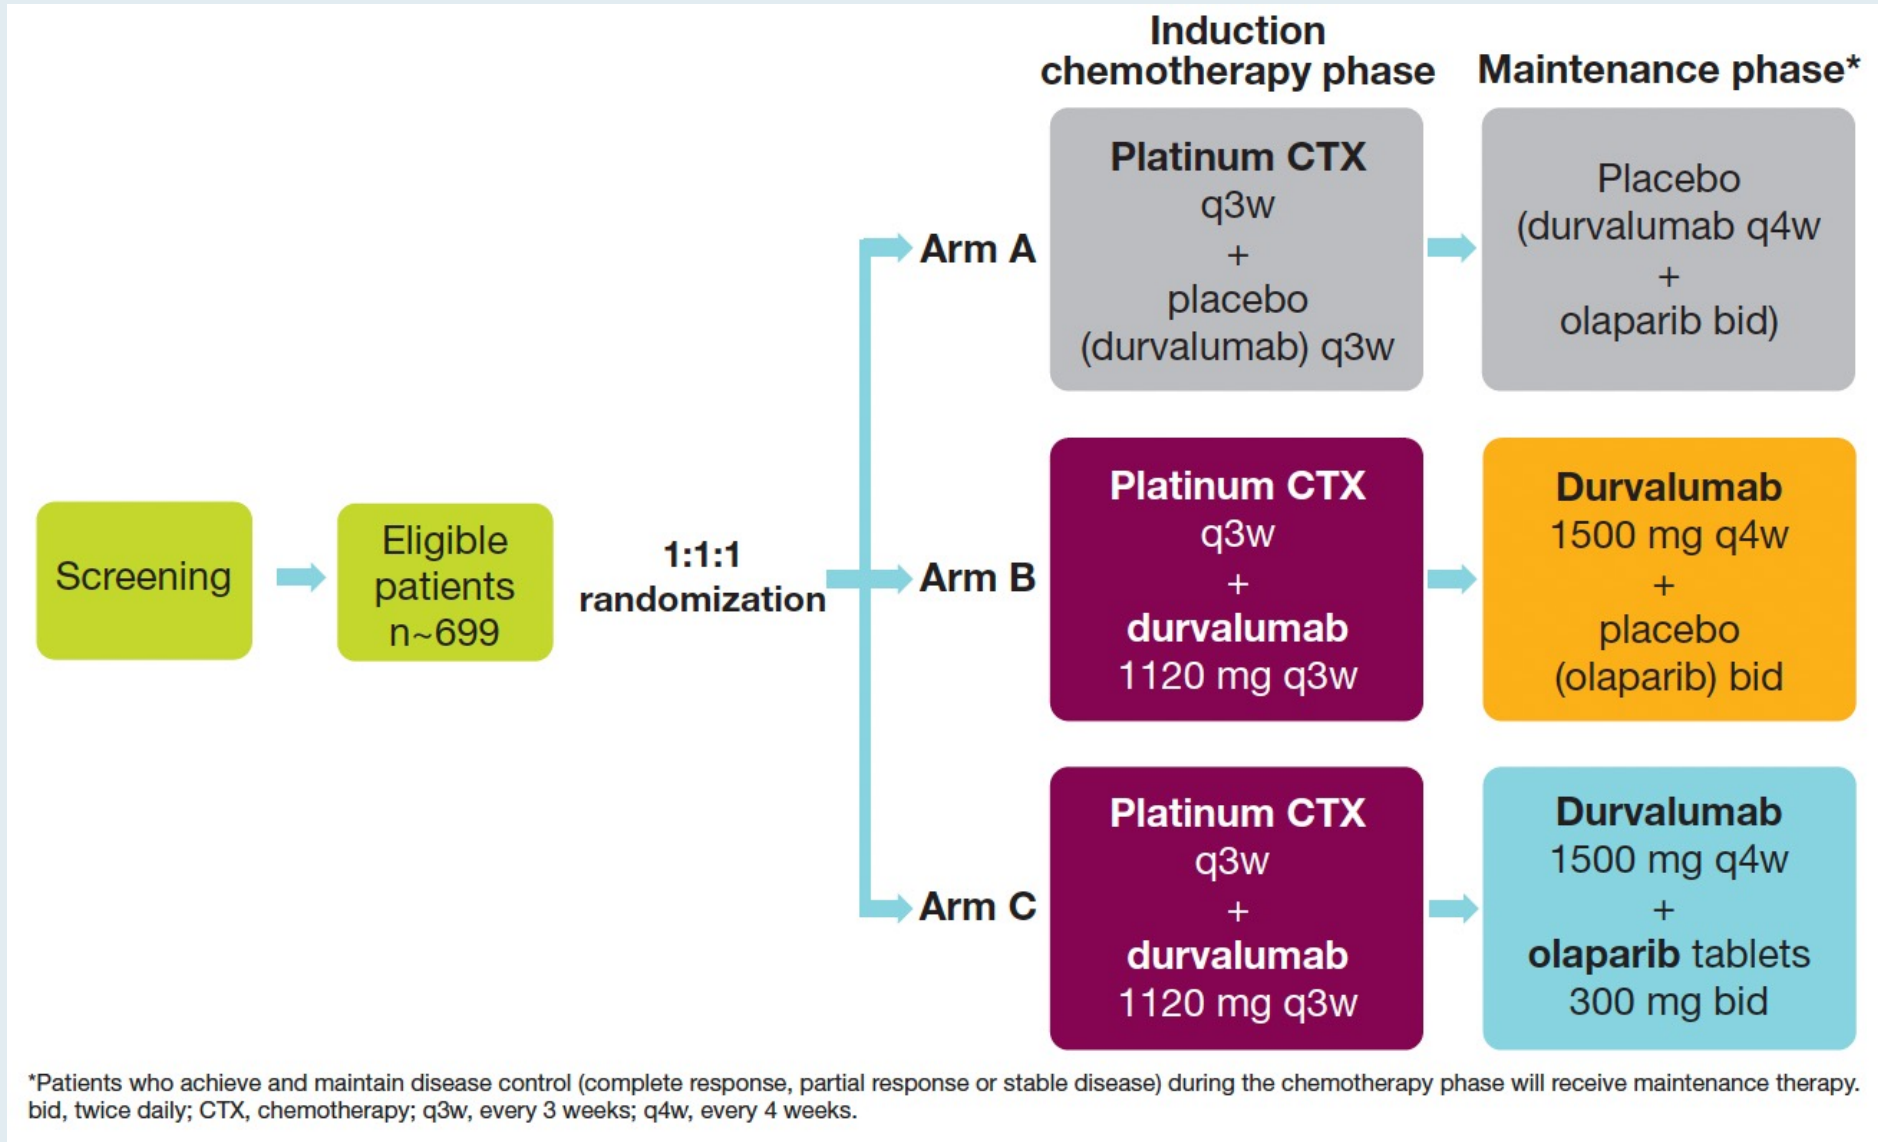 Induction
chemotherapy phase
Maintenance phase*
Screening
Eligible
patients
n~699
1:1:1
randomization
Arm A
Platinum CTX
q3w
+
placebo
(durvalumab) q3w
Placebo
(durvalumab q4w
+
olaparib bid)
Arm B
Platinum CTX
q3w
+
durvalumab
1120 mg q3w
Durvalumab
1500 mg q4w
+
placebo
(olaparib) bid
Arm C
Platinum CTX
q3w
+
durvalumab
1120 mg q3w
Durvalumab
1500 mg q4w
+
olaparib tablets
300 mg bid
*Patients who achieve and maintain disease control (complete response, partial response or stable disease) during the chemotherapy phase will receive maintenance therapy.
bid, twice daily; CTX, chemotherapy; q3w, every 3 weeks; q4w, every 4 weeks.